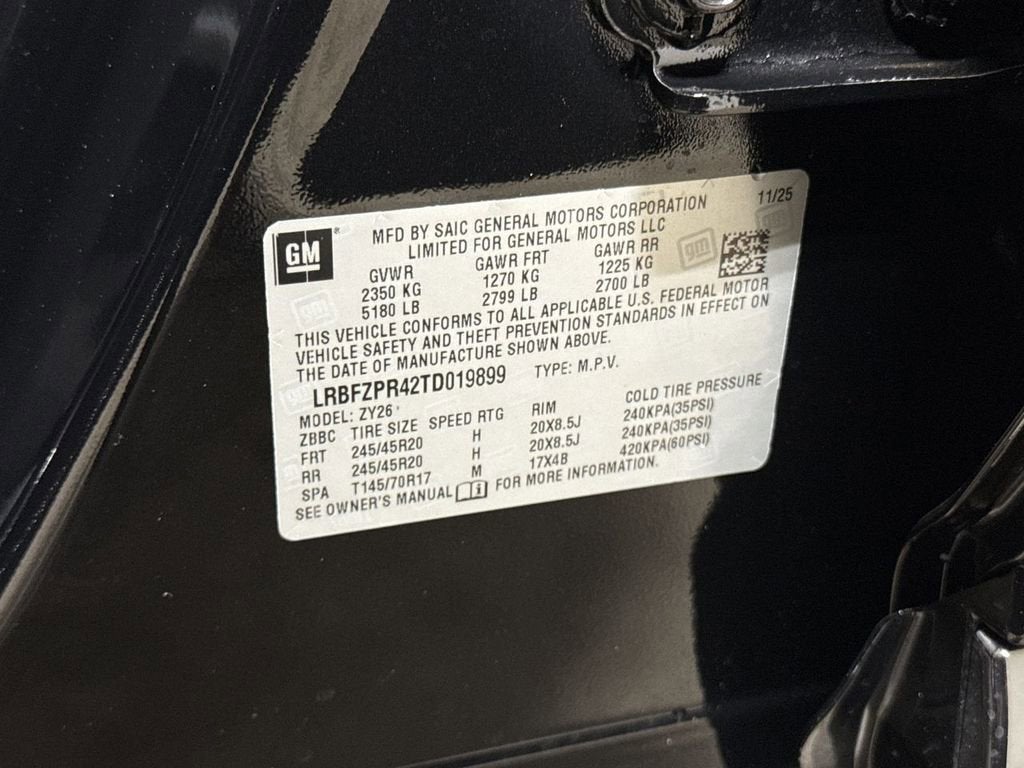 11/25
GM
MFD BY SAIC GENERAL MOTORS CORPORATION
LIMITED FOR GENERAL MOTORS LLC
GVWR GAWR FRT GAWR RR
2350 KG 1270 KG 1225 KG
5180 LB 2799 LB 2700 LB
THIS VEHICLE CONFORMS TO ALL APPLICABLE U.S. FEDERAL MOTOR
VEHICLE SAFETY AND THEFT PREVENTION STANDARDS IN EFFECT ON
THE DATE OF MANUFACTURE SHOWN ABOVE.
LRBFZPR42TD019899 TYPE: M.P.V.
MODEL: ZY26
ZBBC TIRE SIZE SPEED RTG RIM COLD TIRE PRESSURE
FRT 245/45R20 H 20X8.5J 240KPA(35PSI)
RR 245/45R20 H 20X8.5J 240KPA(35PSI)
SPA T145/70R17 M 17X4B 420KPA(60PSI)
SEE OWNER'S MANUAL FOR MORE INFORMATION.